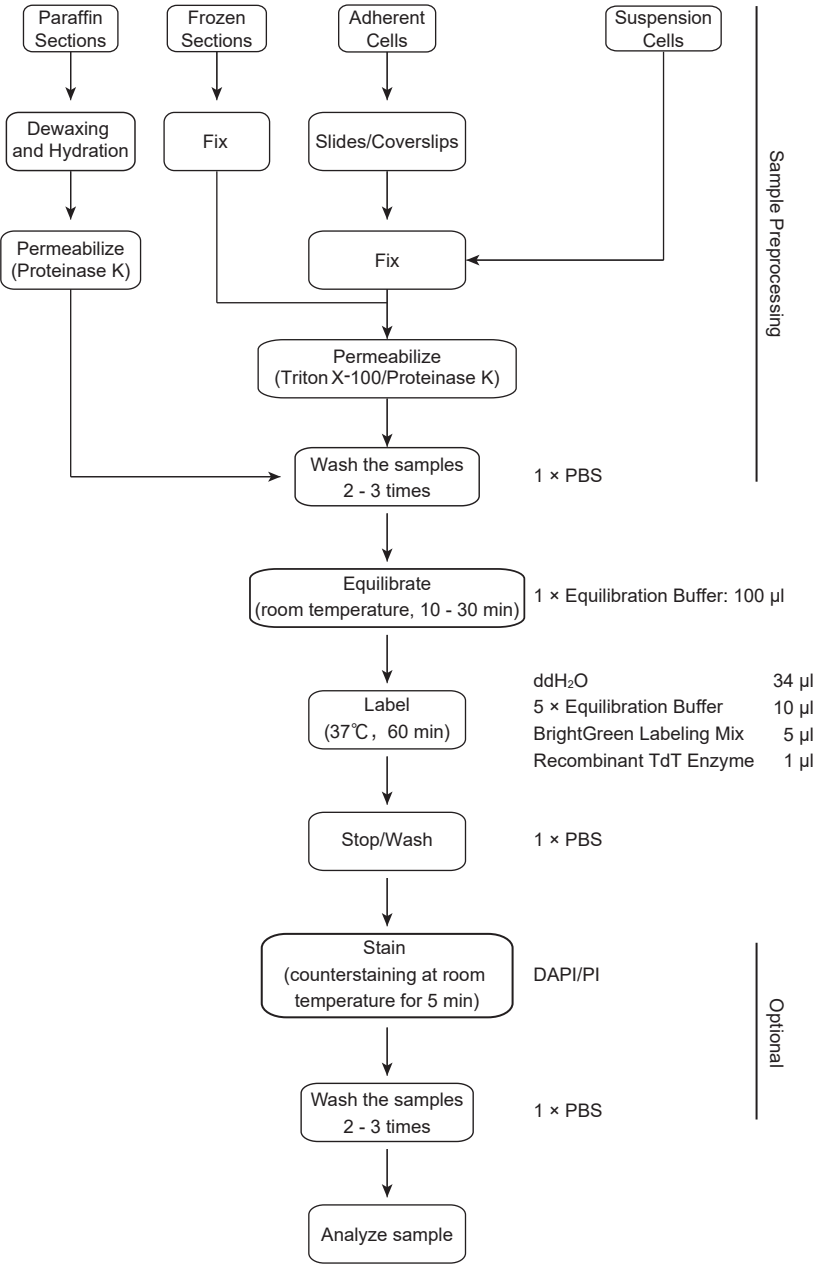 Paraffin
Sections
Frozen
Sections
Adherent
Cells
Suspension
Cells
Dewaxing
and Hydration
Fix
Slides/Coverslips
Permeabilize
(Proteinase K)
Fix
Sample Preprocessing
Permeabilize
(Triton X-100/Proteinase K)
Wash the samples
2 - 3 times
1 × PBS
Equilibrate
(room temperature, 10 - 30 min)
1 × Equilibration Buffer: 100 μl
Label
(37℃, 60 min)
ddH₂O 34 μl
5 × Equilibration Buffer 10 μl
BrightGreen Labeling Mix 5 μl
Recombinant TdT Enzyme 1 μl
Stop/Wash
1 × PBS
Stain
(counterstaining at room
temperature for 5 min)
DAPI/PI
Optional
Wash the samples
2 - 3 times
1 × PBS
Analyze sample